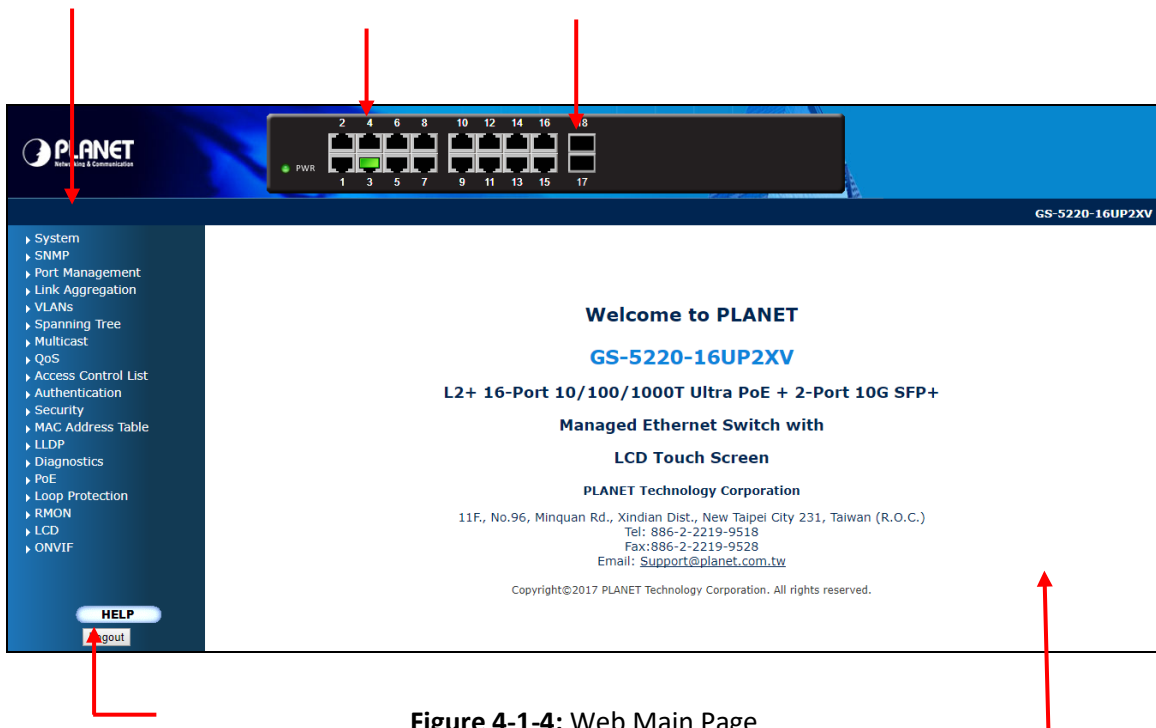 2 4 6 8 10 12 14 16 18
PLANET
Networking & Communication
PWR
1 3 5 7 9 11 13 15 17
GS-5220-16UP2XV
System
SNMP
Port Management
Link Aggregation
VLANs
Spanning Tree
Multicast
QoS
Access Control List
Authentication
Security
MAC Address Table
LLDP
Diagnostics
PoE
Loop Protection
RMON
LCD
ONVIF
HELP
Logout
Welcome to PLANET
GS-5220-16UP2XV
L2+ 16-Port 10/100/1000T Ultra PoE + 2-Port 10G SFP+
Managed Ethernet Switch with
LCD Touch Screen
PLANET Technology Corporation
11F., No.96, Minquan Rd., Xindian Dist., New Taipei City 231, Taiwan (R.O.C.)
Tel: 886-2-2219-9518
Fax:886-2-2219-9528
Email: Support@planet.com.tw
Copyright©2017 PLANET Technology Corporation. All rights reserved.
Figure 4-1-4: Web Main Page